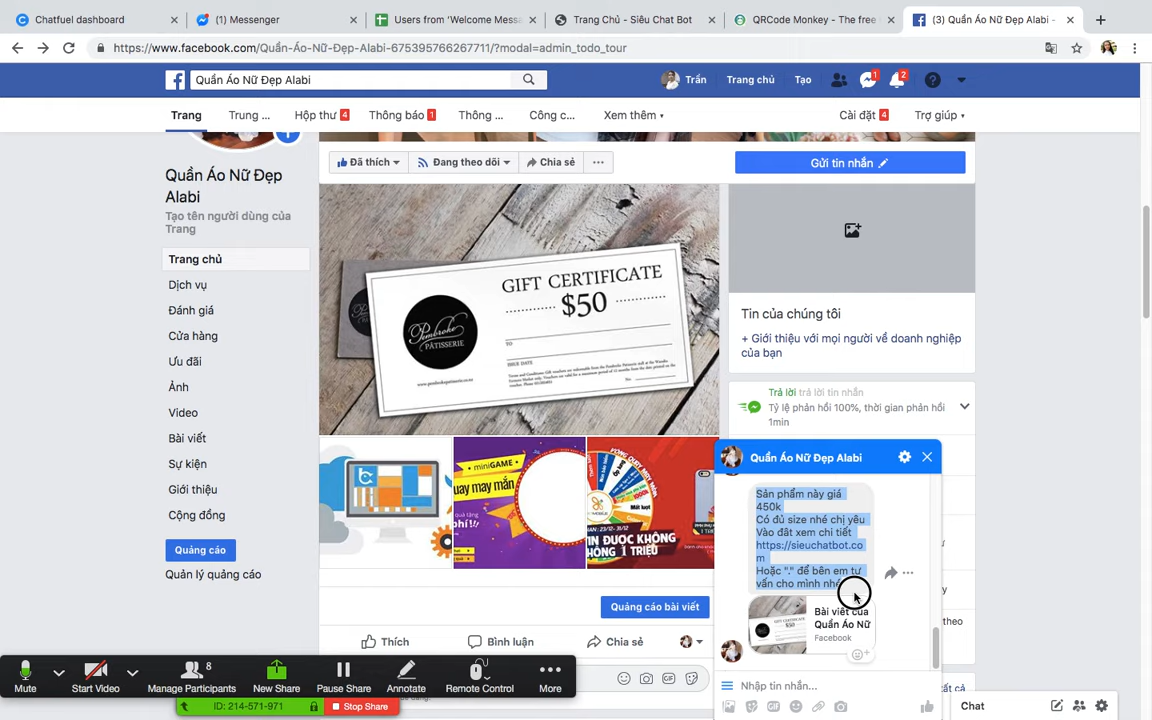 Chatfuel dashboard
(1) Messenger
Users from 'Welcome Messa
Trang Chủ - Siêu Chat Bot
QRCode Monkey - The free
(3) Quần Áo Nữ Đẹp Alabi -
https://www.facebook.com/Quần-Áo-Nữ-Đẹp-Alabi-675395766267711/?modal=admin_todo_tour
Quần Áo Nữ Đẹp Alabi
Trần
Trang chủ
Tạo
1
2
Trang
Trung ...
Hộp thư 4
Thông báo 1
Thông ...
Công c...
Xem thêm
Cài đặt 4
Trợ giúp
Quần Áo Nữ Đẹp
Alabi
Tạo tên người dùng của
Trang
Trang chủ
Dịch vụ
Đánh giá
Cửa hàng
Ưu đãi
Ảnh
Video
Bài viết
Sự kiện
Giới thiệu
Cộng đồng
Quảng cáo
Quản lý quảng cáo
Đã thích
Đang theo dõi
Chia sẻ
Gửi tin nhắn
GIFT CERTIFICATE
$50
Pembroke
PATISSERIE
TO
ISSUE DATE
miniGAME
quay may mắn
Quảng cáo bài viết
Thích
Bình luận
Chia sẻ
Tin của chúng tôi
+ Giới thiệu với mọi người về doanh nghiệp
của bạn
Trả lời trả lời tin nhắn
Tỷ lệ phản hồi 100%, thời gian phản hồi
1min
Quần Áo Nữ Đẹp Alabi
Sản phẩm này giá
450k
Có đủ size nhé chị yêu
Vào đât xem chi tiết
https://sieuchatbot.co
m
Hoặc "." để bên em tư
vấn cho mình nhé
Bài viết của
Quần Áo Nữ
Facebook
Nhập tin nhắn...
theo
Chat
Mute
Start Video
8
Manage Participants
New Share
Pause Share
Annotate
Remote Control
More
ID: 214-571-971
Stop Share